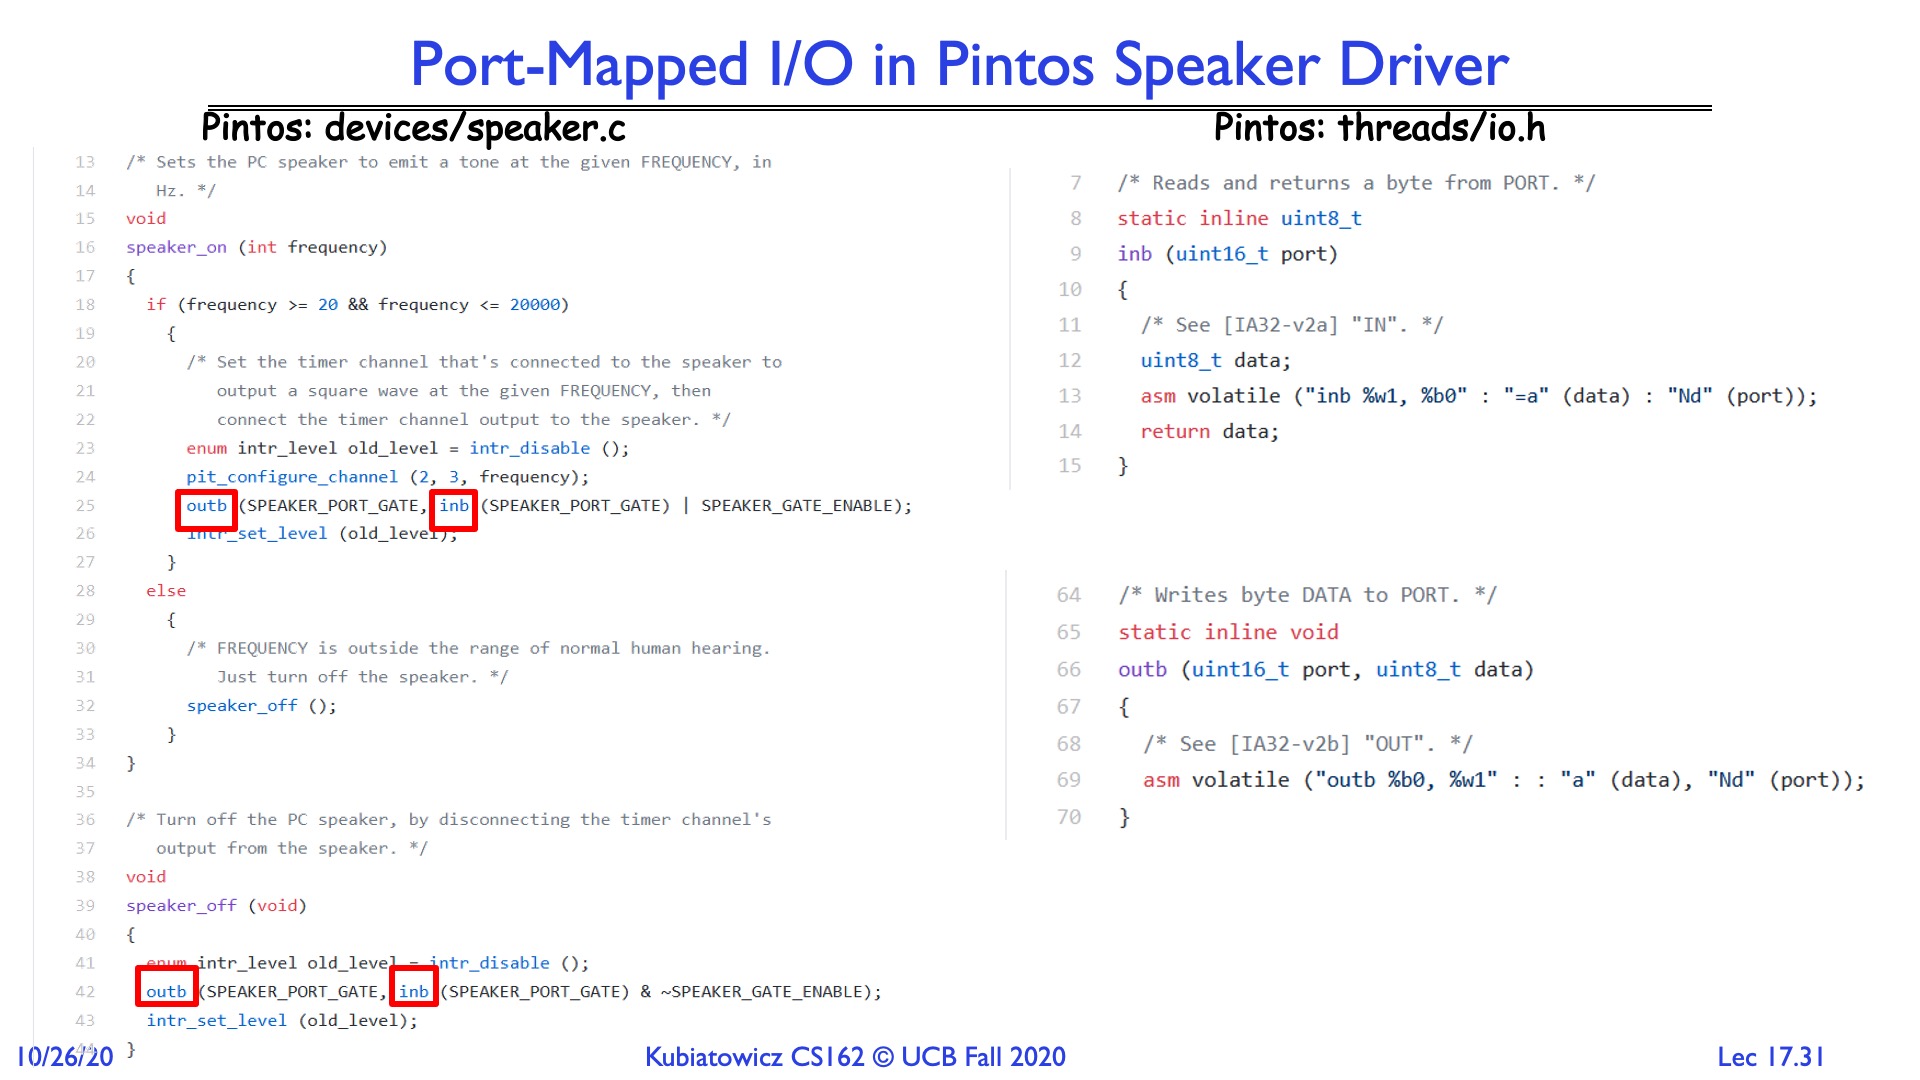 Port-Mapped I/O in Pintos Speaker Driver
Pintos: devices/speaker.c
13 /* Sets the PC speaker to emit a tone at the given FREQUENCY, in
14 Hz. */
15 void
16 speaker_on (int frequency)
17 {
18 if (frequency >= 20 && frequency <= 20000)
19 {
20 /* Set the timer channel that's connected to the speaker to
21 output a square wave at the given FREQUENCY, then
22 connect the timer channel output to the speaker. */
23 enum intr_level old_level = intr_disable ();
24 pit_configure_channel (2, 3, frequency);
25 outb (SPEAKER_PORT_GATE, inb (SPEAKER_PORT_GATE) | SPEAKER_GATE_ENABLE);
26 intr_set_level (old_level);
27 }
28 else
29 {
30 /* FREQUENCY is outside the range of normal human hearing.
31 Just turn off the speaker. */
32 speaker_off ();
33 }
34 }
35
36 /* Turn off the PC speaker, by disconnecting the timer channel's
37 output from the speaker. */
38 void
39 speaker_off (void)
40 {
41 enum intr_level old_level = intr_disable ();
42 outb (SPEAKER_PORT_GATE, inb (SPEAKER_PORT_GATE) & ~SPEAKER_GATE_ENABLE);
43 intr_set_level (old_level);
44 }
Pintos: threads/io.h
7 /* Reads and returns a byte from PORT. */
8 static inline uint8_t
9 inb (uint16_t port)
10 {
11 /* See [IA32-v2a] "IN". */
12 uint8_t data;
13 asm volatile ("inb %w1, %b0" : "=a" (data) : "Nd" (port));
14 return data;
15 }
64 /* Writes byte DATA to PORT. */
65 static inline void
66 outb (uint16_t port, uint8_t data)
67 {
68 /* See [IA32-v2b] "OUT". */
69 asm volatile ("outb %b0, %w1" : : "a" (data), "Nd" (port));
70 }
10/26/20
Kubiatowicz CS162 © UCB Fall 2020
Lec 17.31